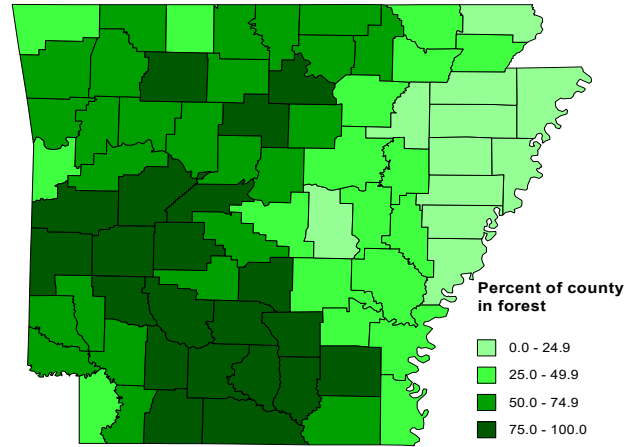 Percent of county
in forest
0.0 - 24.9
25.0 - 49.9
50.0 - 74.9
75.0 - 100.0